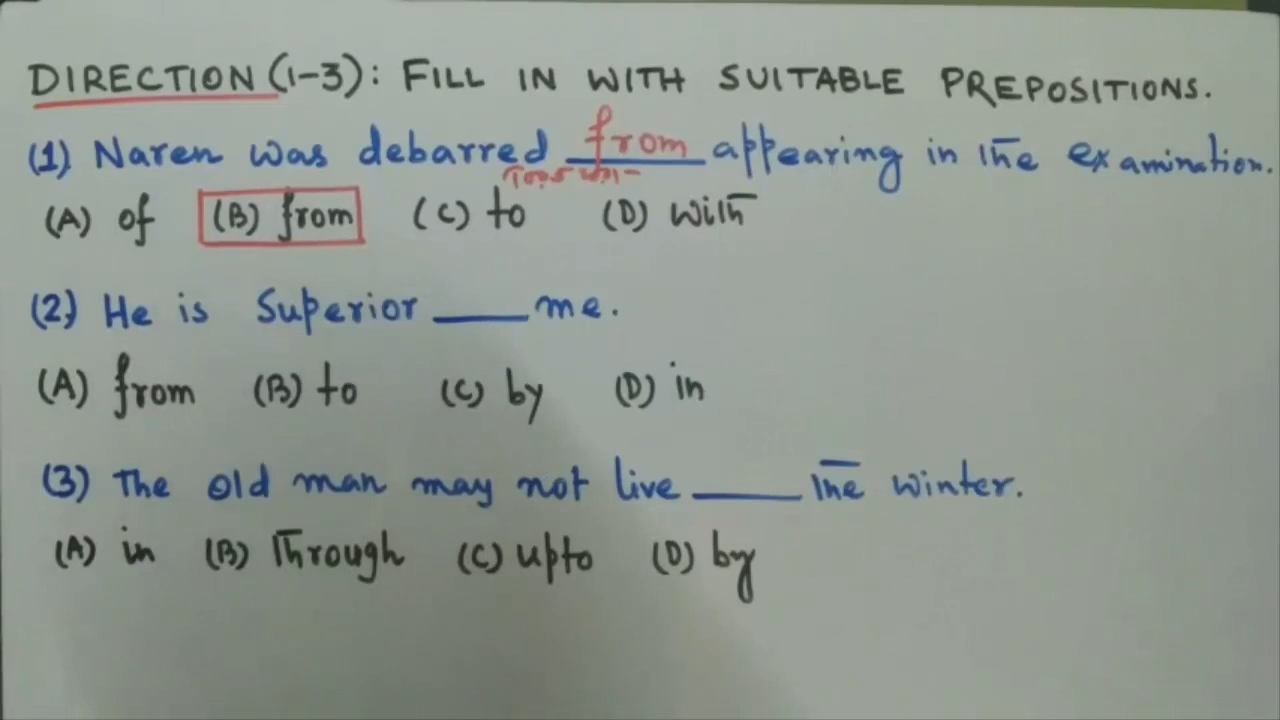 DIRECTION (1-3): FILL IN WITH SUITABLE PREPOSITIONS.
(1) Naren was debarred from appearing in the examination.
(A) of (B) from (C) to (D) with
(2) He is Superior ____ me.
(A) from (B) to (C) by (D) in
(3) The old man may not live ____ the winter.
(A) in (B) through (C) upto (D) by